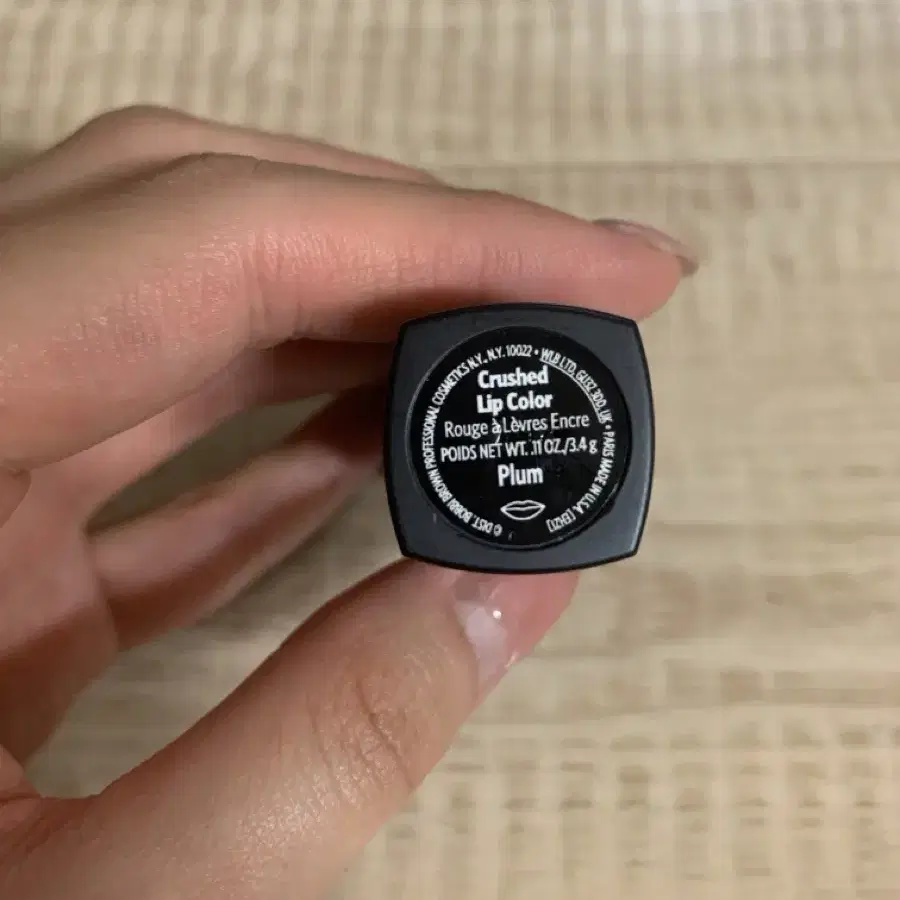 Crushed
Lip Color
Rouge à Lèvres Encre
POIDS NET WT. .11 OZ./3.4 g
Plum
© DIST. BOBBI BROWN PROFESSIONAL COSMETICS N.Y., N.Y. 10022 • WLB LTD, GU32 3DD, UK • PARIS MADE IN U.S.A.